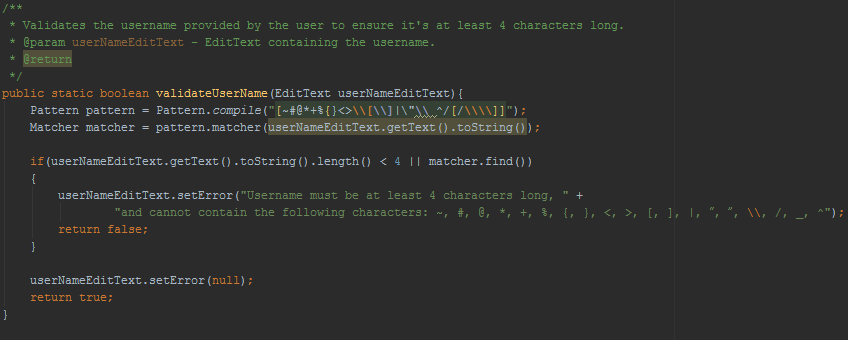 /**
 * Validates the username provided by the user to ensure it's at least 4 characters long.
 * @param userNameEditText - EditText containing the username.
 * @return
 */
public static boolean validateUserName(EditText userNameEditText){
    Pattern pattern = Pattern.compile("[~#@*+%{}<>\\[\\]|\"\\_^/[/\\\\]]");
    Matcher matcher = pattern.matcher(userNameEditText.getText().toString());

    if(userNameEditText.getText().toString().length() < 4 || matcher.find())
    {
        userNameEditText.setError("Username must be at least 4 characters long, " +
                "and cannot contain the following characters: ~, #, @, *, +, %, {, }, <, >, [, ], |, “, ”, \\, /, _, ^");
        return false;
    }

    userNameEditText.setError(null);
    return true;
}